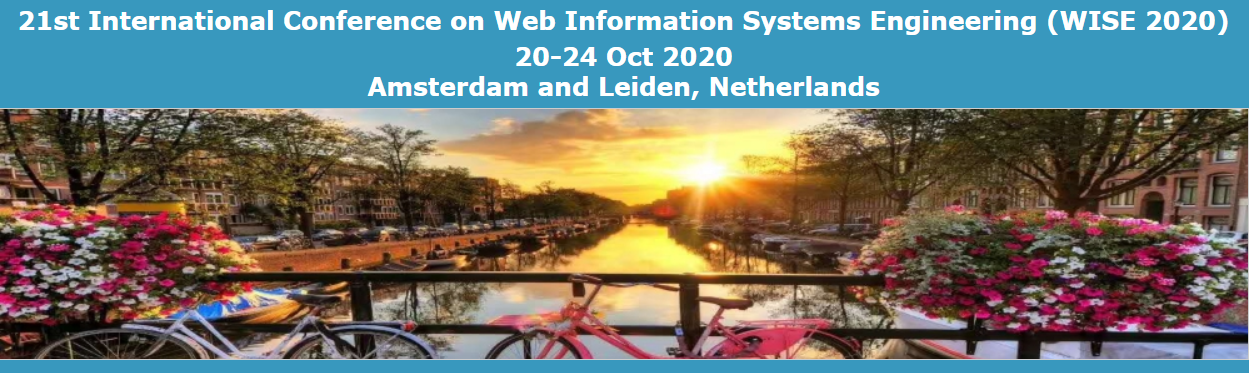 21st International Conference on Web Information Systems Engineering (WISE 2020)
20-24 Oct 2020
Amsterdam and Leiden, Netherlands